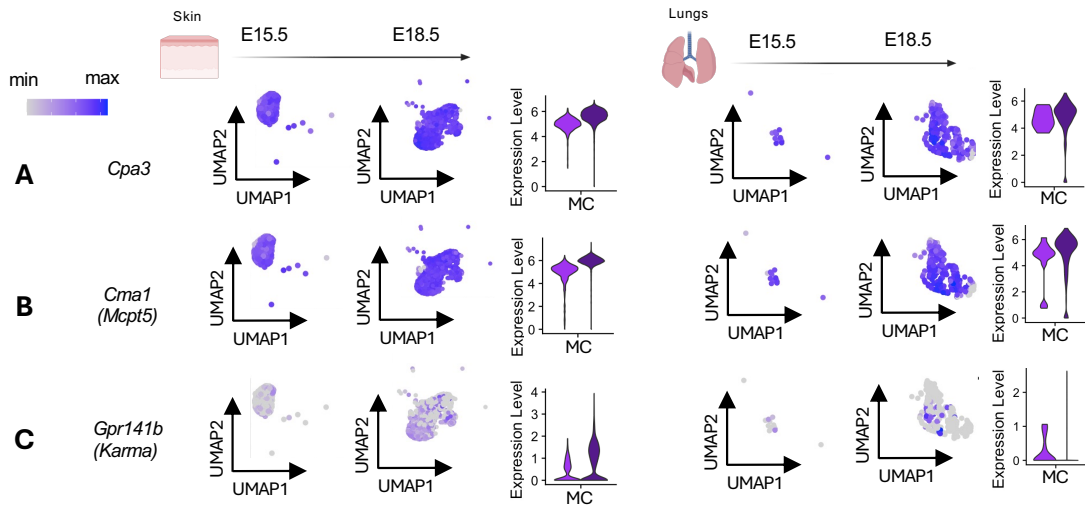 Skin
Lungs
E15.5
E18.5
E15.5
E18.5
min
max
A
Cpa3
UMAP2
UMAP1
UMAP2
UMAP1
Expression Level
6
4
2
0
MC
UMAP2
UMAP1
UMAP2
UMAP1
Expression Level
6
4
2
0
MC
B
Cma1
(Mcpt5)
UMAP2
UMAP1
UMAP2
UMAP1
Expression Level
6
4
2
0
MC
UMAP2
UMAP1
UMAP2
UMAP1
Expression Level
6
4
2
0
MC
C
Gpr141b
(Karma)
UMAP2
UMAP1
UMAP2
UMAP1
Expression Level
4
3
2
1
0
MC
UMAP2
UMAP1
UMAP2
UMAP1
Expression Level
2
1
0
MC